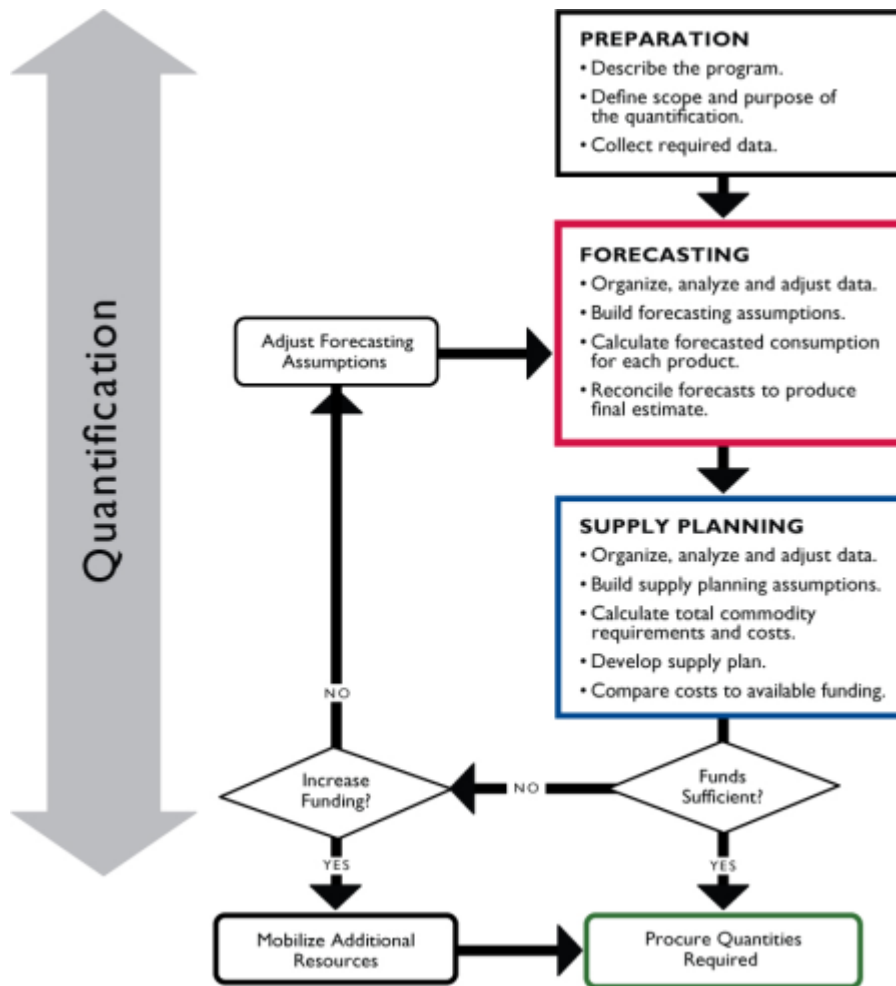 PREPARATION
• Describe the program.
• Define scope and purpose of
the quantification.
• Collect required data.
FORECASTING
• Organize, analyze and adjust data.
• Build forecasting assumptions.
• Calculate forecasted consumption
for each product.
• Reconcile forecasts to produce
final estimate.
Adjust Forecasting
Assumptions
Quantification
SUPPLY PLANNING
• Organize, analyze and adjust data.
• Build supply planning assumptions.
• Calculate total commodity
requirements and costs.
• Develop supply plan.
• Compare costs to available funding.
NO
Increase
Funding?
NO
Funds
Sufficient?
YES
YES
Mobilize Additional
Resources
Procure Quantities
Required